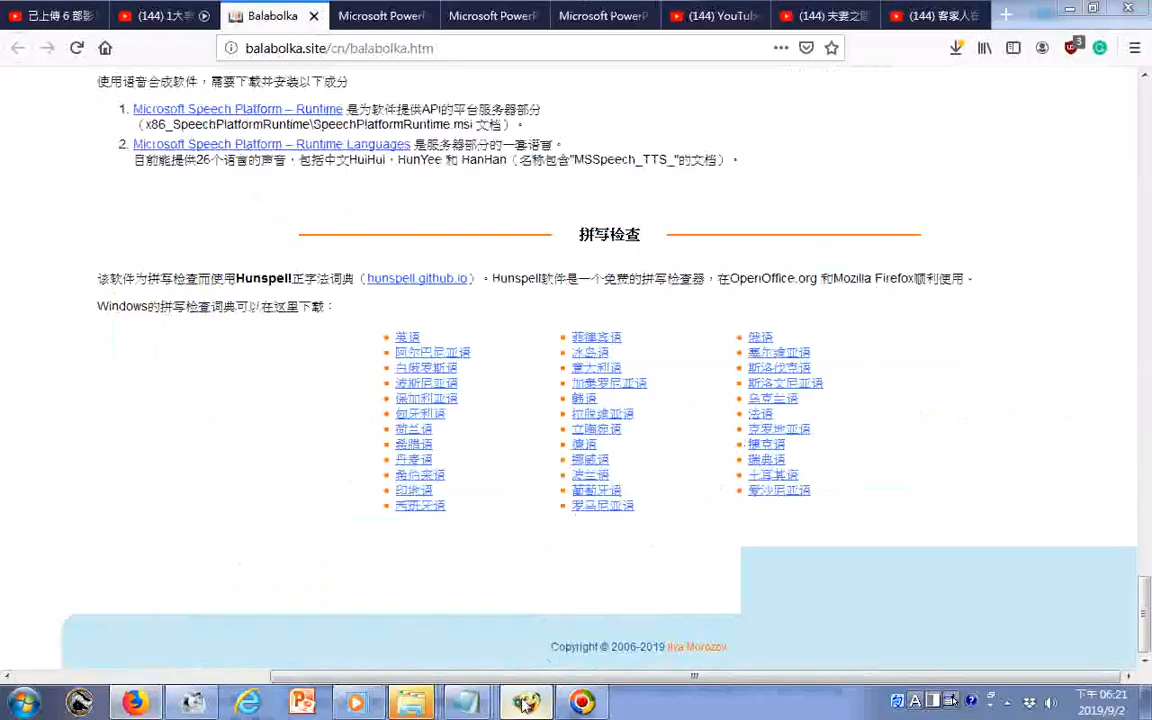 己上傳 6 部影
(144) 1大
Balabolka
Microsoft Power
Microsoft Power
Microsoft Power
(144) YouTub
(144) 夫妻之間
(144) 客家人在
balabolka.site/cn/balabolka.htm
3
使用语音合成软件，需要下载并安装以下成分
1. Microsoft Speech Platform – Runtime 是为软件提供API的平台服务器部分
（x86_SpeechPlatformRuntime\SpeechPlatformRuntime.msi 文档）。
2. Microsoft Speech Platform – Runtime Languages 是服务器部分的一套语言。
目前能提供26个语言的声音，包括中文HuiHui，HunYee 和 HanHan（名称包含"MSSpeech_TTS_"的文档）。
拼写检查
该软件为拼写检查而使用Hunspell正字法词典（hunspell.github.io）。Hunspell软件是一个免费的拼写检查器，在OpenOffice.org 和Mozilla Firefox顺利使用。
Windows的拼写检查词典可以在这里下载：
英语
阿尔巴尼亚语
白俄罗斯语
波斯尼亚语
保加利亚语
匈牙利语
荷兰语
希腊语
丹麦语
希伯来语
印地语
西班牙语
菲律宾语
冰岛语
意大利语
加泰罗尼亚语
韩语
拉脱维亚语
立陶宛语
德语
挪威语
波兰语
葡萄牙语
罗马尼亚语
俄语
塞尔维亚语
斯洛伐克语
斯洛文尼亚语
乌克兰语
法语
克罗地亚语
捷克语
瑞典语
土耳其语
爱沙尼亚语
Copyright © 2006-2019 Ilya Morozov
下午 06:21
2019/9/2